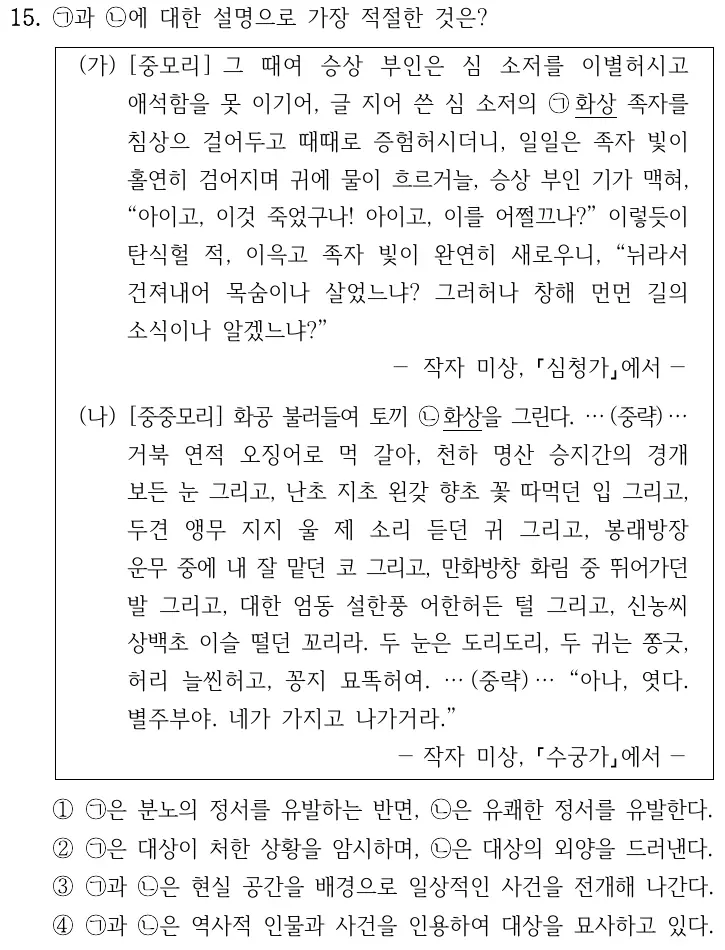 15. ㉠과 ㉡에 대한 설명으로 가장 적절한 것은?
(가) [중모리] 그 때여 승상 부인은 심 소저를 이별허시고
애석함을 못 이기어, 글 지어 쓴 심 소저의 ㉠ 화상 족자를
침상으 걸어두고 때때로 증험허시더니, 일일은 족자 빛이
홀연히 검어지며 귀에 물이 흐르거늘, 승상 부인 기가 맥혀,
“아이고, 이것 죽었구나! 아이고, 이를 어쩔끄나?” 이렇듯이
탄식헐 적, 이윽고 족자 빛이 완연히 새로우니, “뉘라서
건져내어 목숨이나 살었느냐? 그러허나 창해 먼먼 길의
소식이나 알겠느냐?”
－ 작자 미상, ｢심청가｣에서 －
(나) [중중모리] 화공 불러들여 토끼 ㉡화상을 그린다. …(중략)…
거북 연적 오징어로 먹 갈아, 천하 명산 승지간의 경개
보든 눈 그리고, 난초 지초 왼갖 향초 꽃 따먹던 입 그리고,
두견 앵무 지지 울 제 소리 듣던 귀 그리고, 봉래방장
운무 중에 내 잘 맡던 코 그리고, 만화방창 화림 중 뛰어가던
발 그리고, 대한 엄동 설한풍 어한허든 털 그리고, 신농씨
상백초 이슬 떨던 꼬리라. 두 눈은 도리도리, 두 귀는 쫑긋,
허리 늘씬허고, 꽁지 묘똑허여. …(중략)… “아나, 엿다.
별주부야. 네가 가지고 나가거라.”
－ 작자 미상, ｢수궁가｣에서 －
① ㉠은 분노의 정서를 유발하는 반면, ㉡은 유쾌한 정서를 유발한다.
② ㉠은 대상이 처한 상황을 암시하며, ㉡은 대상의 외양을 드러낸다.
③ ㉠과 ㉡은 현실 공간을 배경으로 일상적인 사건을 전개해 나간다.
④ ㉠과 ㉡은 역사적 인물과 사건을 인용하여 대상을 묘사하고 있다.